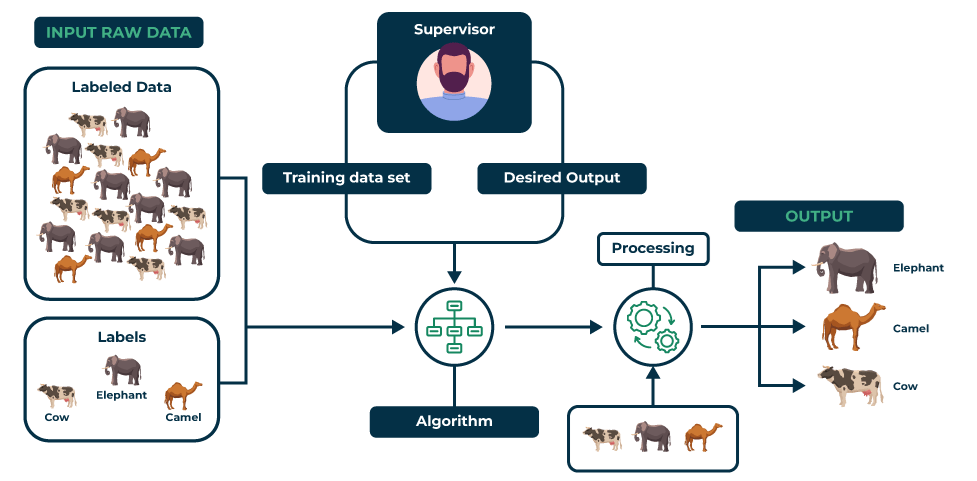 INPUT RAW DATA
Labeled Data
Labels
Elephant
Cow
Camel
Supervisor
Training data set
Desired Output
Algorithm
Processing
OUTPUT
Elephant
Camel
Cow